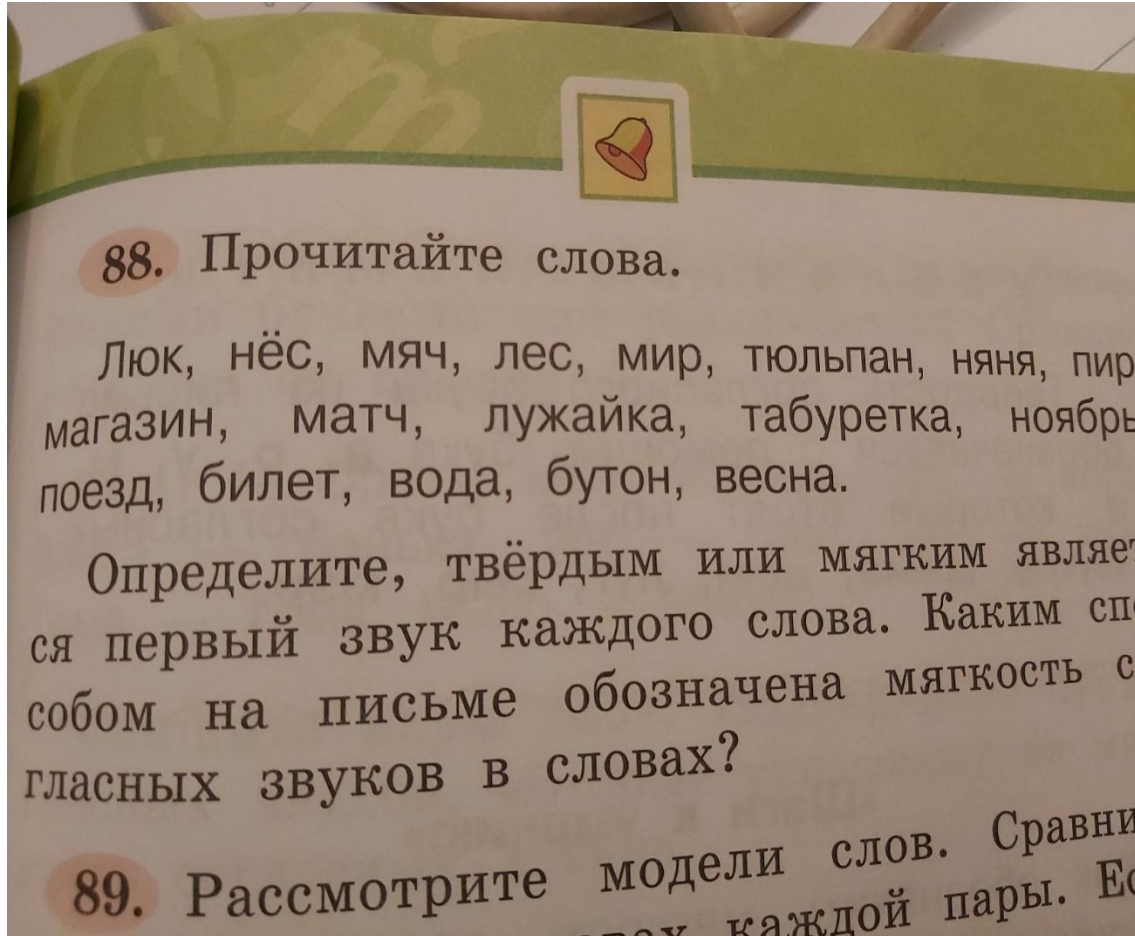 88. Прочитайте слова.
Люк, нёс, мяч, лес, мир, тюльпан, няня, пир
магазин, матч, лужайка, табуретка, ноябрь
поезд, билет, вода, бутон, весна.
Определите, твёрдым или мягким являет
ся первый звук каждого слова. Каким спо
собом на письме обозначена мягкость с
гласных звуков в словах?
89. Рассмотрите модели слов. Сравни
каждой пары. Ес